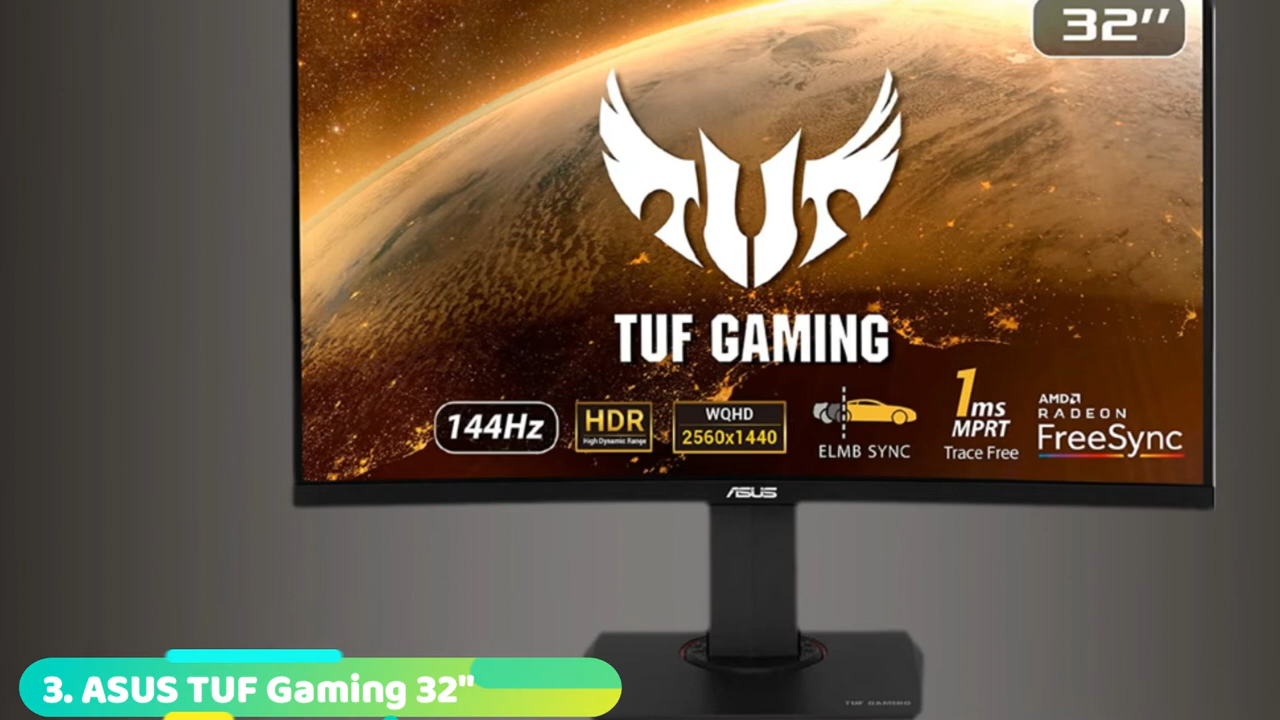 32″
TUF GAMING
144Hz
HDR
High Dynamic Range
WQHD
2560x1440
ELMB SYNC
1ms
MPRT
Trace Free
AMD
RADEON
FreeSync
ASUS
TUF GAMING
3. ASUS TUF Gaming 32"